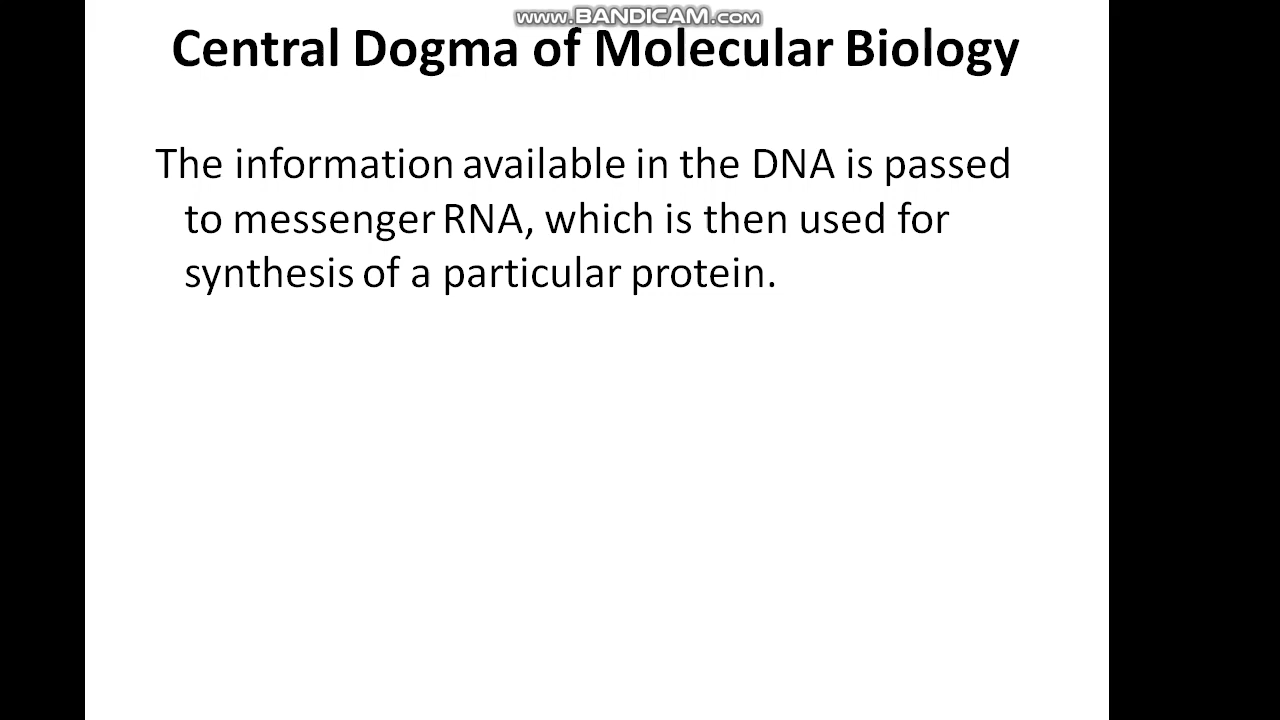 www.BANDICAM.com
Central Dogma of Molecular Biology
The information available in the DNA is passed
to messenger RNA, which is then used for
synthesis of a particular protein.